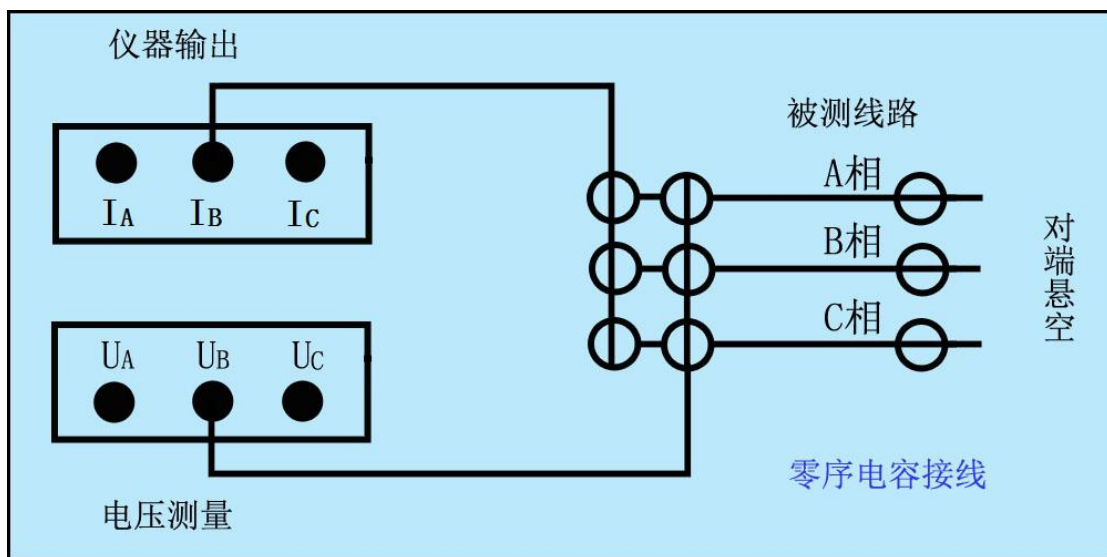 仪器输出
IA IB IC
被测线路
A相
B相
C相
对端悬空
UA UB UC
电压测量
零序电容接线